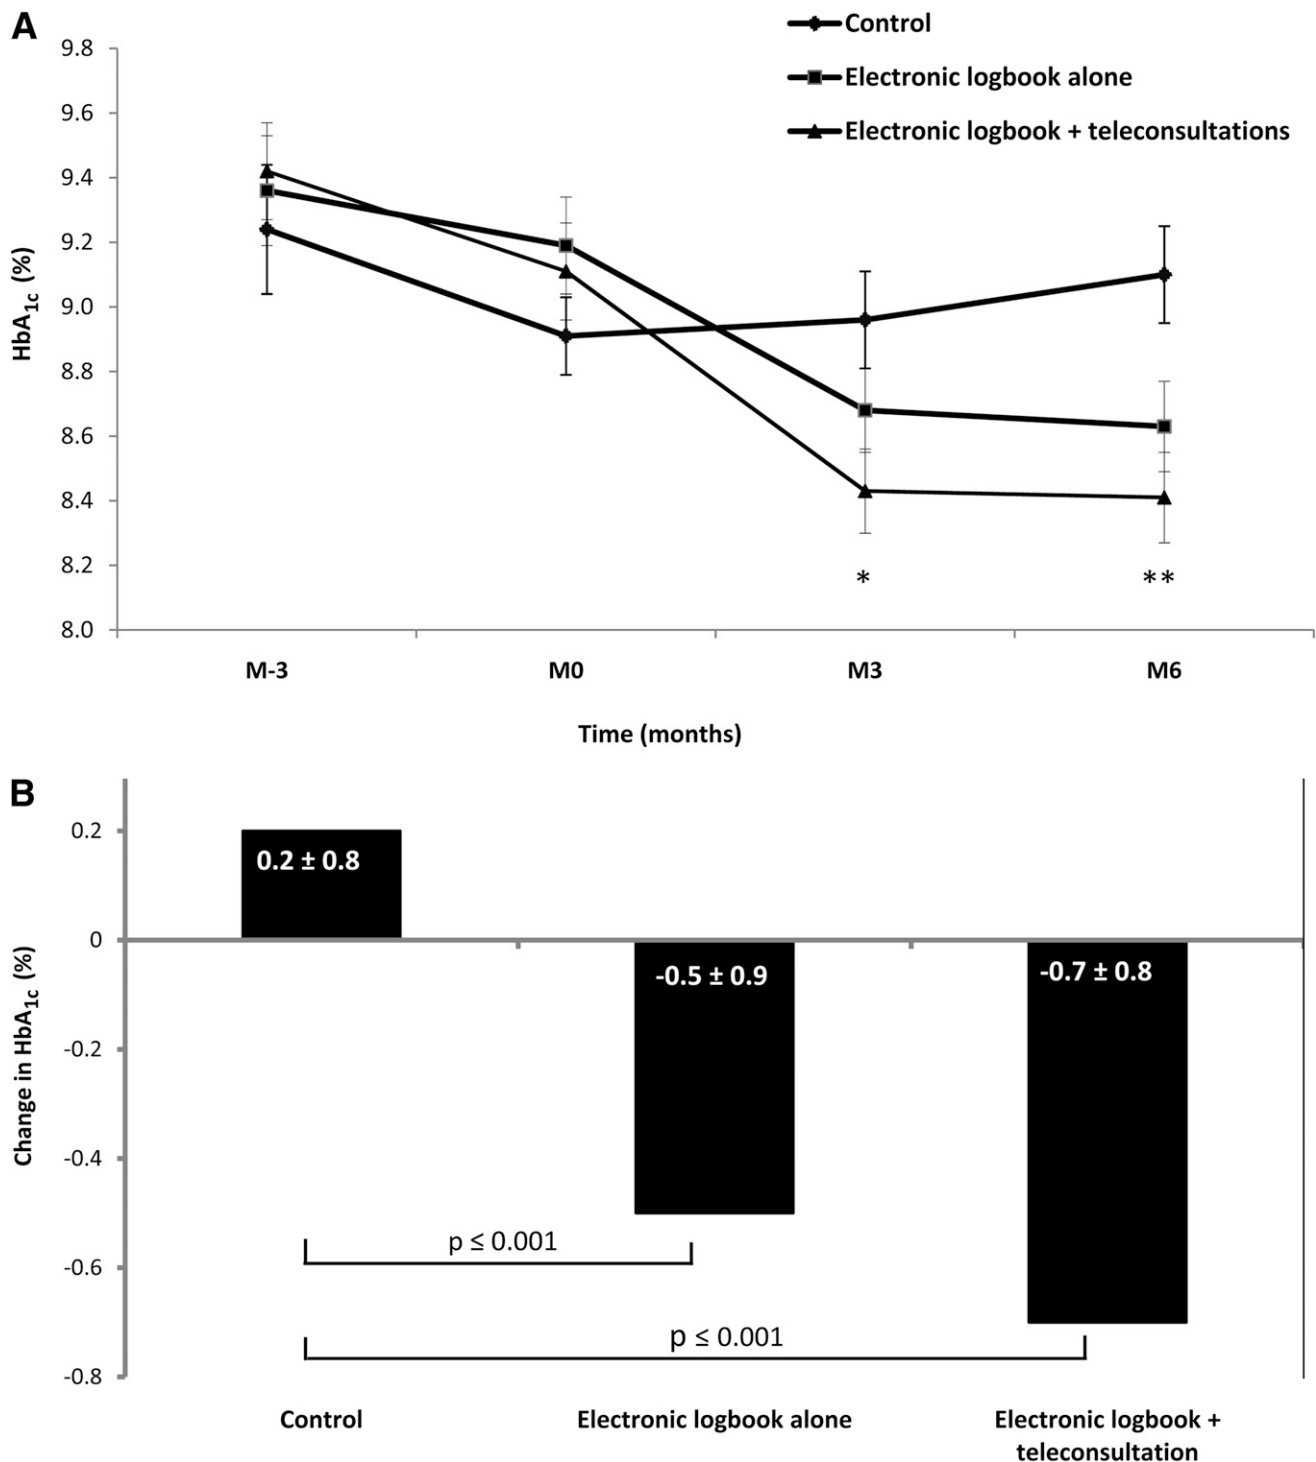 A
Control
Electronic logbook alone
Electronic logbook + teleconsultations
9.8
9.6
9.4
9.2
9.0
8.8
8.6
8.4
8.2
8.0
HbA1c (%)
*
**
M-3
M0
M3
M6
Time (months)
B
0.2
0
-0.2
-0.4
-0.6
-0.8
Change in HbA1c (%)
0.2 ± 0.8
-0.5 ± 0.9
-0.7 ± 0.8
p ≤ 0.001
p ≤ 0.001
Control
Electronic logbook alone
Electronic logbook +
teleconsultation